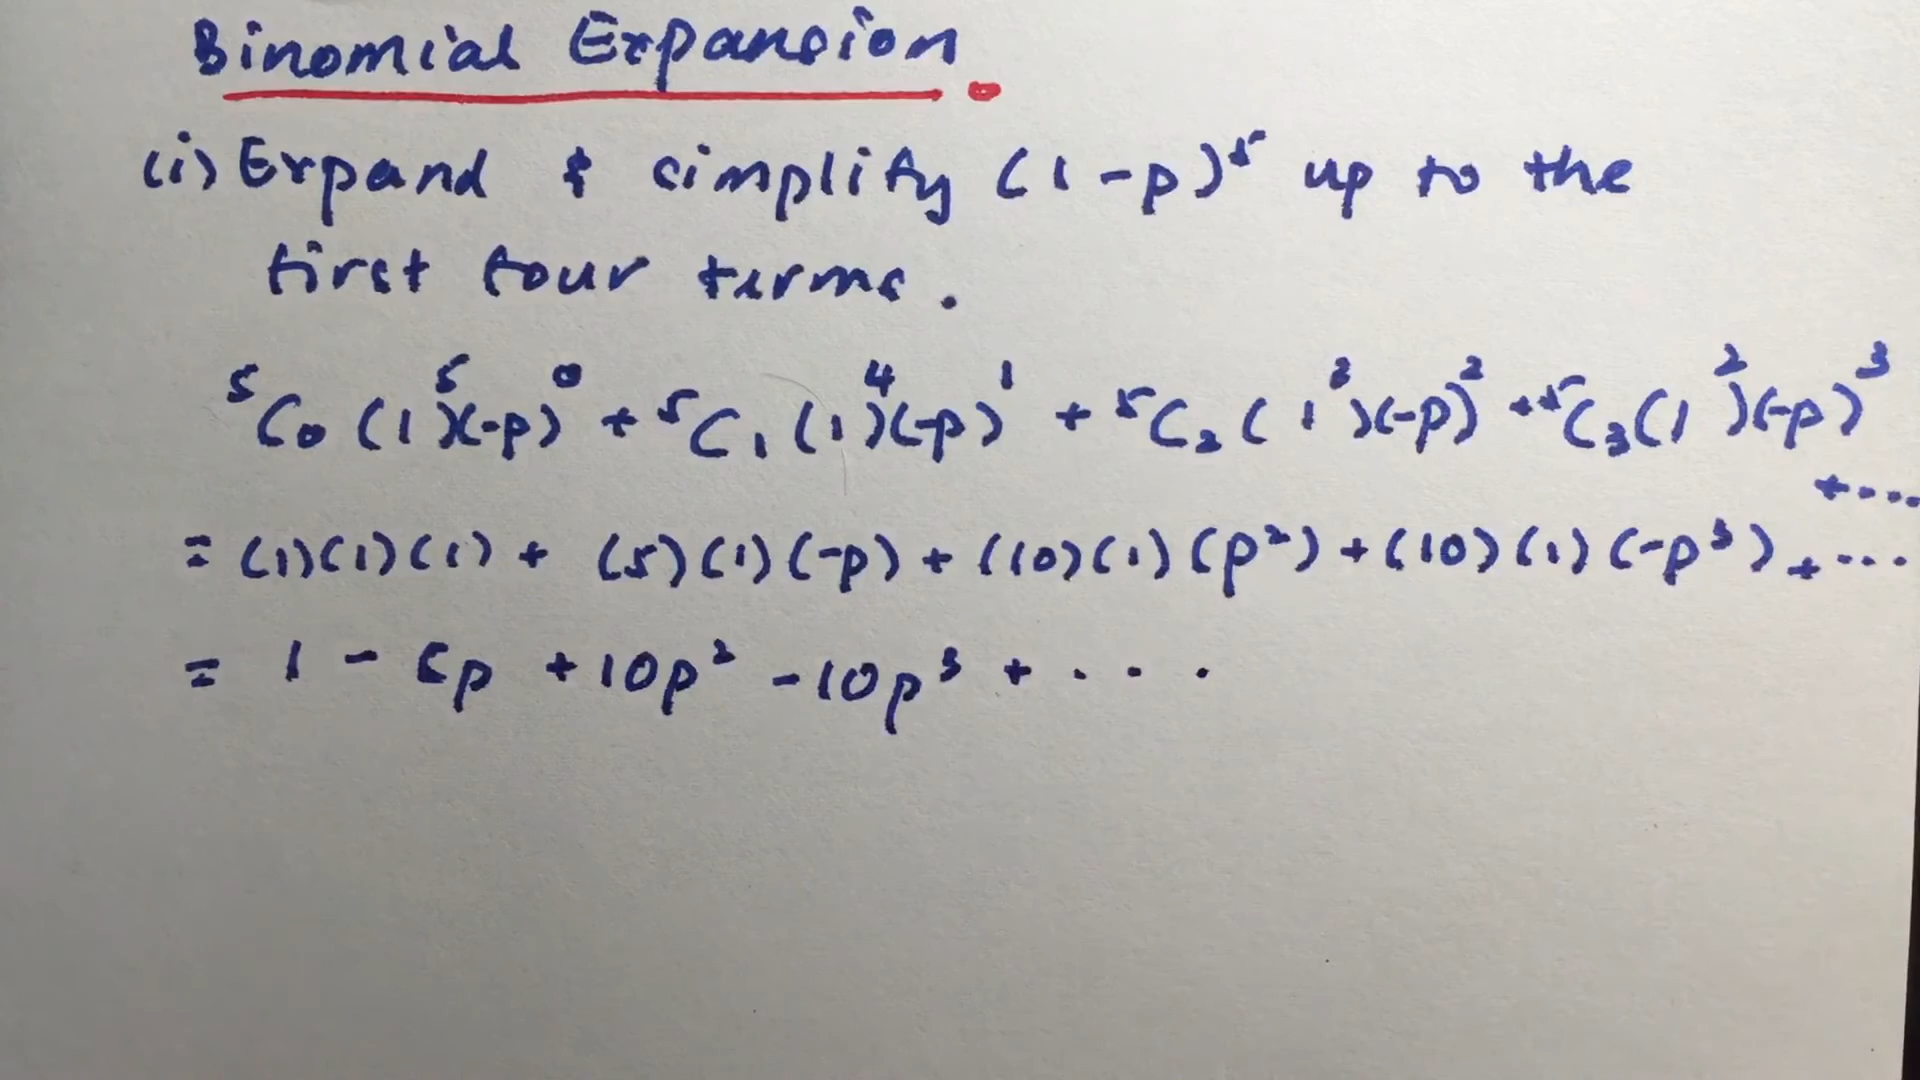 Binomial Expansion.
(i) Expand & simplify (1-p)⁵ up to the
first four terms.
⁵C₀(1⁵)(-p)⁰ + ⁵C₁(1)⁴(-p)¹ + ⁵C₂(1³)(-p)² + ⁵C₃(1²)(-p)³
+....
= (1)(1)(1) + (5)(1)(-p) + (10)(1)(p²) + (10)(1)(-p³) + ...
= 1 - 5p + 10p² - 10p³ + . . .